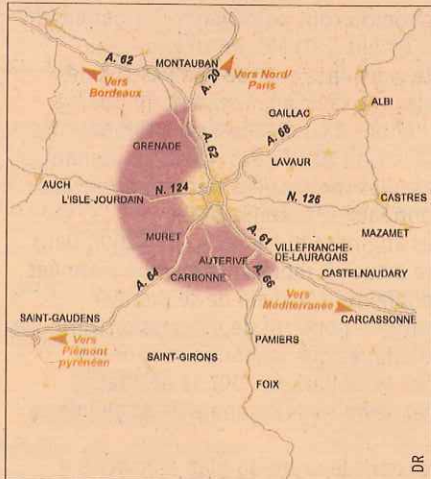 A. 62
Vers
Bordeaux
MONTAUBAN
A. 20
Vers Nord/
Paris
GAILLAC
ALBI
A. 68
A. 62
GRENADE
LAVAUR
AUCH
N. 124
L'ISLE-JOURDAIN
N. 126
CASTRES
MAZAMET
MURET
A. 61
VILLEFRANCHE-
DE-LAURAGAIS
AUTERIVE
A. 66
CASTELNAUDARY
A. 64
CARBONNE
Vers
Méditerranée
CARCASSONNE
SAINT-GAUDENS
Vers
Piémont
pyrénéen
SAINT-GIRONS
PAMIERS
FOIX
DR